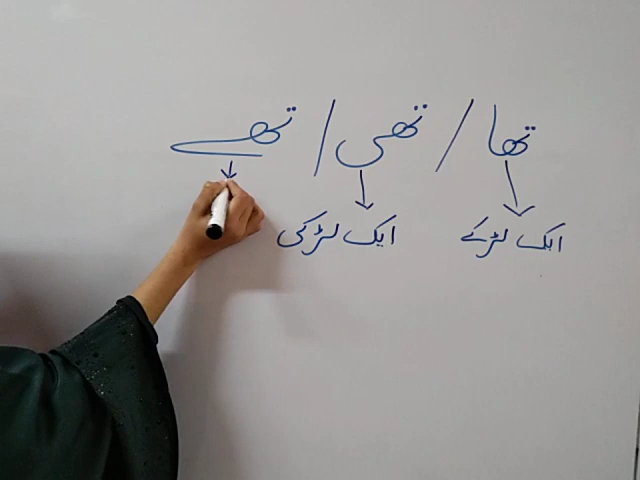 تھا / تھی / تھے
ایک لڑکے ایک لڑکی